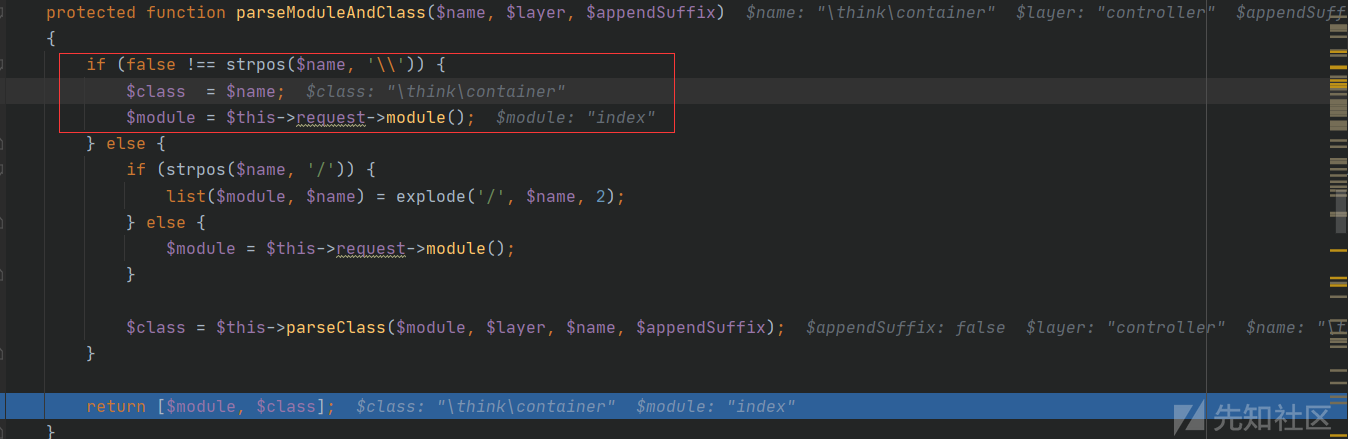 protected function parseModuleAndClass($name, $layer, $appendSuffix)  $name: "\think\container"  $layer: "controller"  $appendSuff
{
if (false !== strpos($name, '\\')) {
$class  = $name;  $class: "\think\container"
$module = $this->request->module();  $module: "index"
} else {
if (strpos($name, '/')) {
list($module, $name) = explode('/', $name, 2);
} else {
$module = $this->request->module();
}
$class = $this->parseClass($module, $layer, $name, $appendSuffix);  $appendSuffix: false  $layer: "controller"  $name: "\t
}
return [$module, $class];  $class: "\think\container"  $module: "index"
}
先知社区